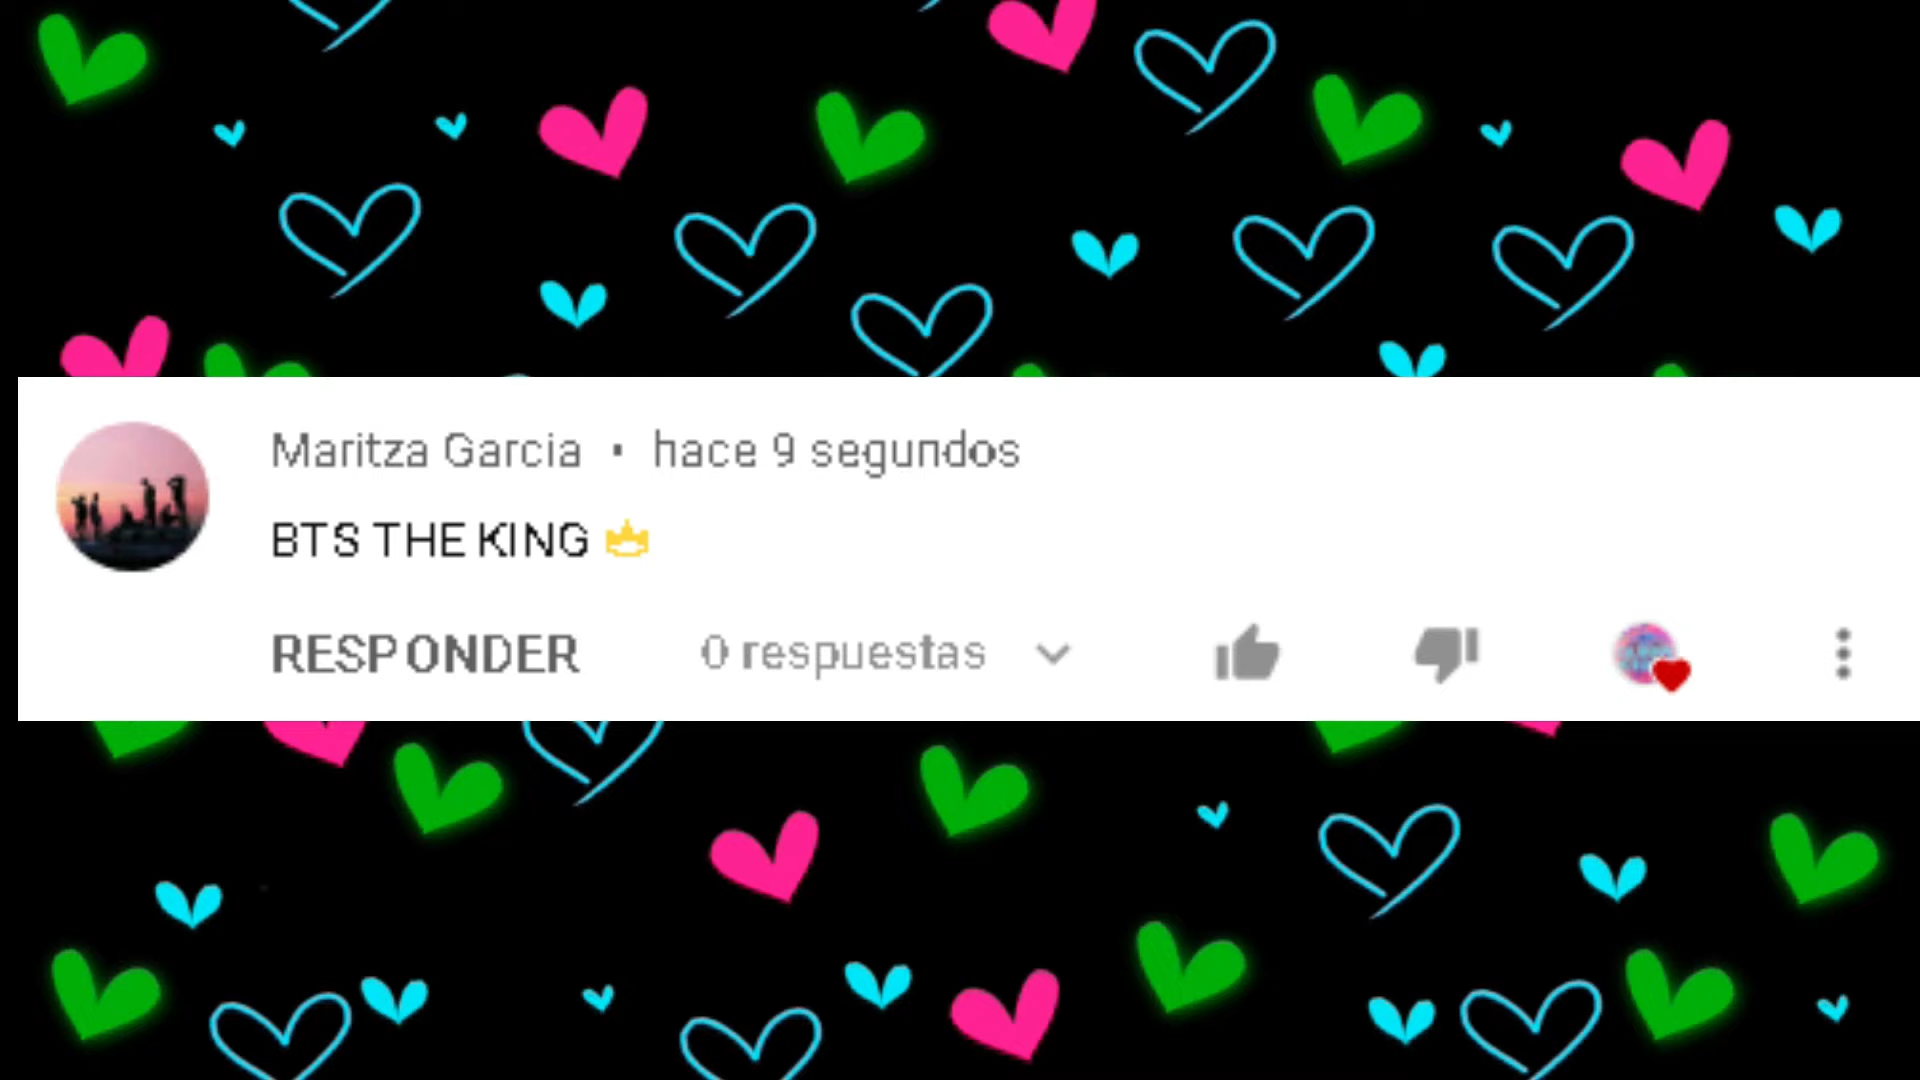 Maritza Garcia · hace 9 segundos
BTS THE KING 👑
RESPONDER 0 respuestas